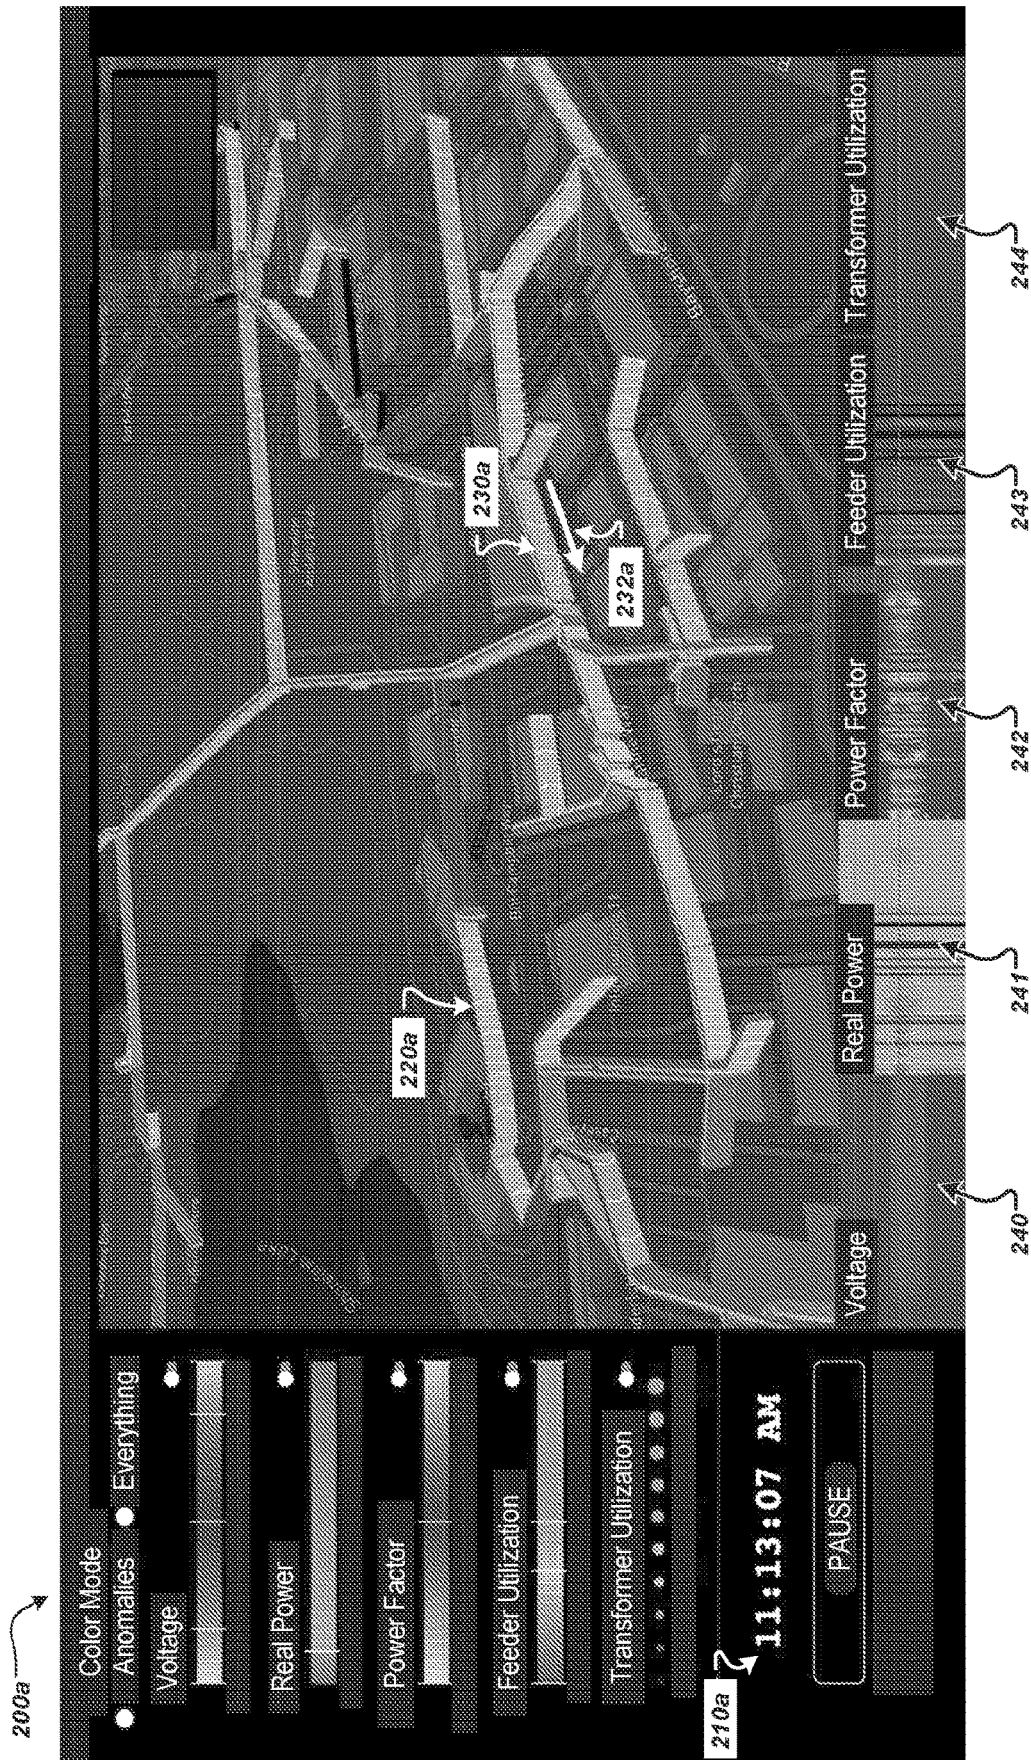 200a
Color Mode
Anomalies Everything
Voltage
Real Power
Power Factor
Feeder Utilization
Transformer Utilization
210a
11:13:07 AM
PAUSE
220a
230a
232a
Voltage
Real Power
Power Factor
Feeder Utilization
Transformer Utilization
240
241
242
243
244